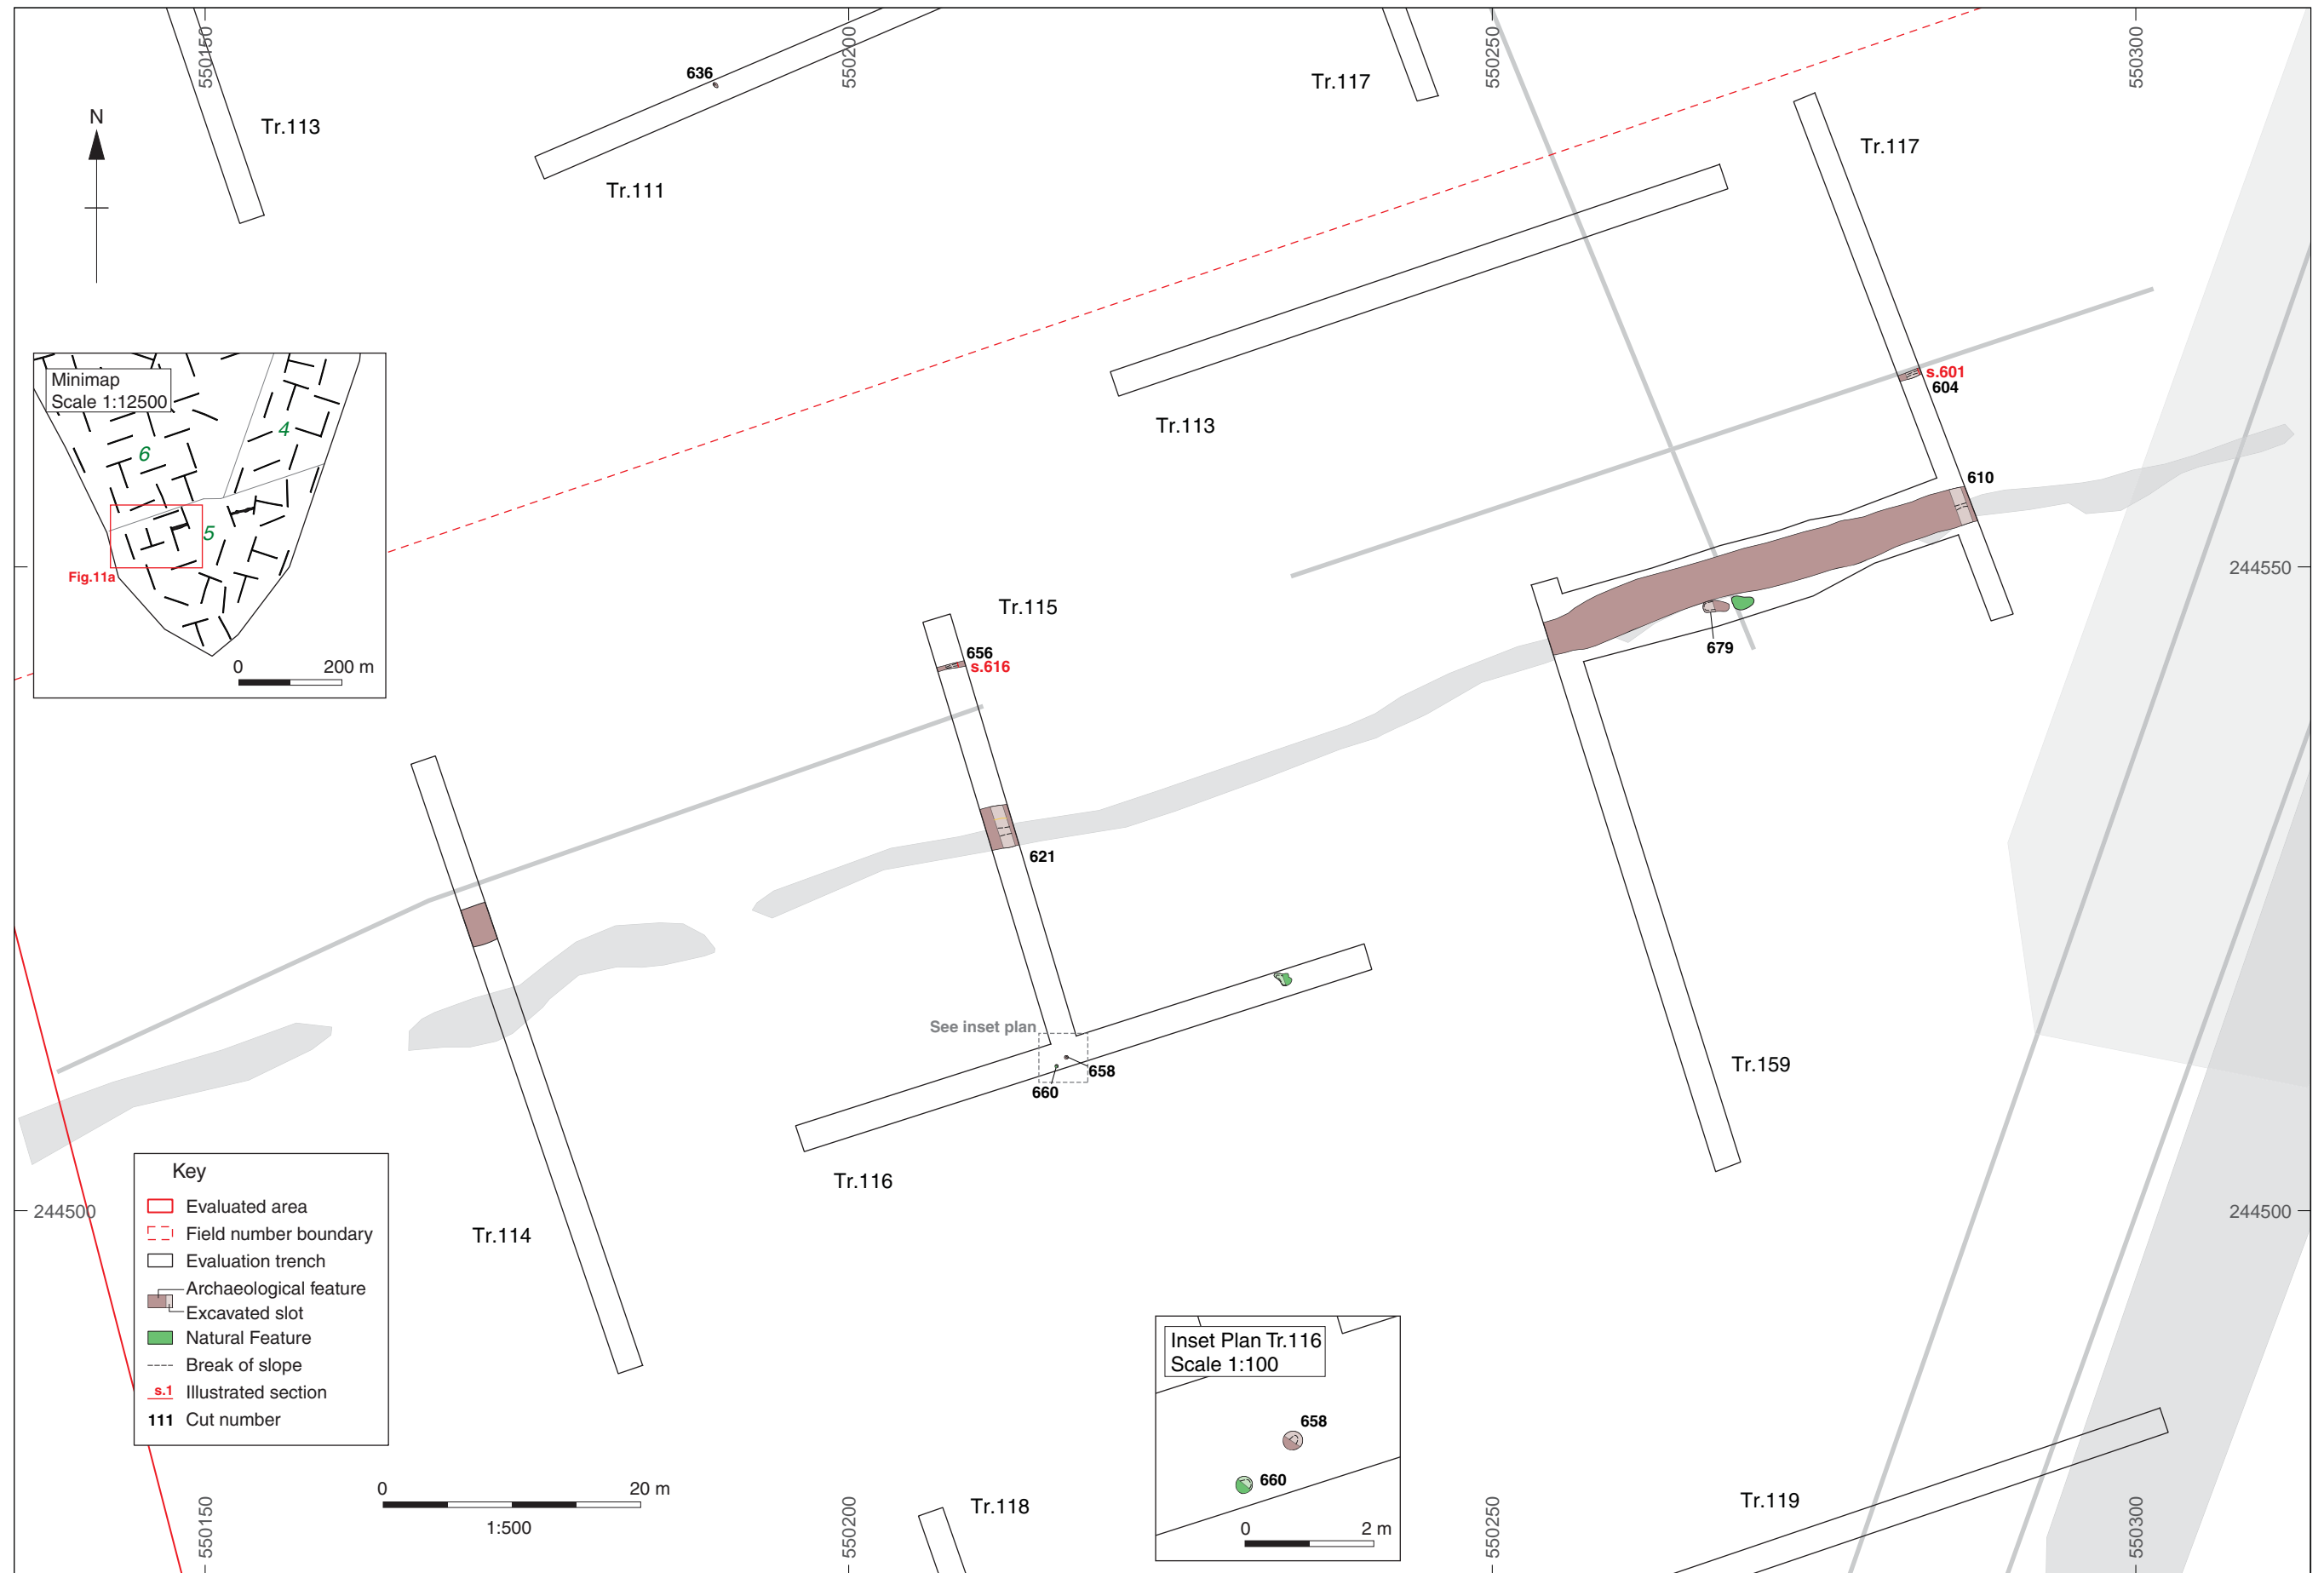 550150
550200
550250
550300
636
Tr.117
N
Tr.113
Tr.117
Tr.111
Minimap
Scale 1:12500
s.601
604
4
Tr.113
6
610
5
Fig.11a
244550
Tr.115
679
656
s.616
0 200 m
621
See inset plan
658
660
Tr.159
Key
Tr.116
Evaluated area
244500
244500
Field number boundary
Tr.114
Evaluation trench
Archaeological feature
Excavated slot
Natural Feature
Inset Plan Tr.116
Scale 1:100
Break of slope
s.1 Illustrated section
111 Cut number
658
660
0 20 m
1:500
Tr.118
Tr.119
0 2 m
550150
550200
550250
550300